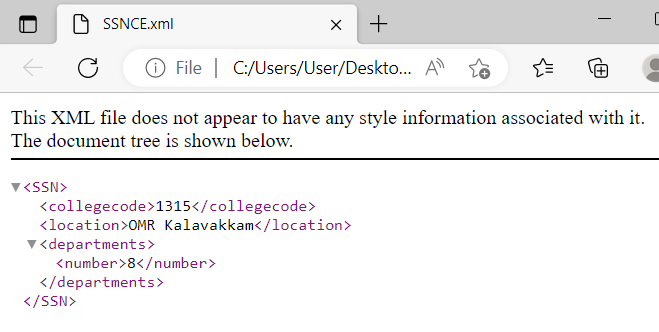 SSNCE.xml
File | C:/Users/User/Deskto...
This XML file does not appear to have any style information associated with it.
The document tree is shown below.
▼<SSN>
<collegecode>1315</collegecode>
<location>OMR Kalavakkam</location>
▼<departments>
<number>8</number>
</departments>
</SSN>